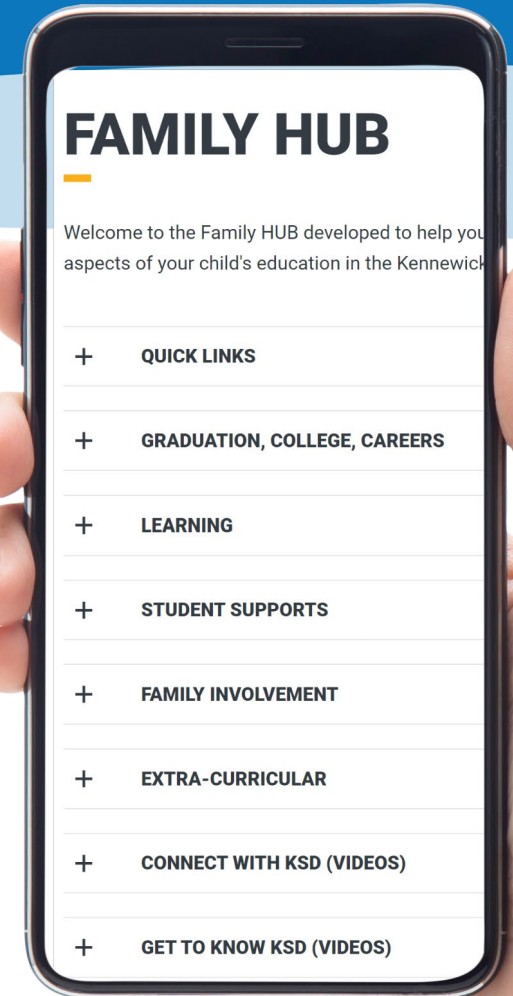 FAMILY HUB
Welcome to the Family HUB developed to help you
aspects of your child's education in the Kennewick
+ QUICK LINKS
+ GRADUATION, COLLEGE, CAREERS
+ LEARNING
+ STUDENT SUPPORTS
+ FAMILY INVOLVEMENT
+ EXTRA-CURRICULAR
+ CONNECT WITH KSD (VIDEOS)
+ GET TO KNOW KSD (VIDEOS)